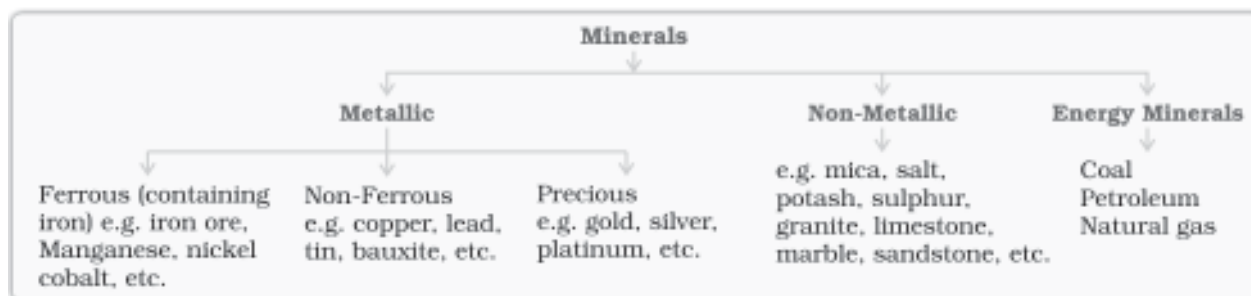 Minerals
Metallic
Non-Metallic
Energy Minerals
Ferrous (containing
iron) e.g. iron ore,
Manganese, nickel
cobalt, etc.
Non-Ferrous
e.g. copper, lead,
tin, bauxite, etc.
Precious
e.g. gold, silver,
platinum, etc.
e.g. mica, salt,
potash, sulphur,
granite, limestone,
marble, sandstone, etc.
Coal
Petroleum
Natural gas